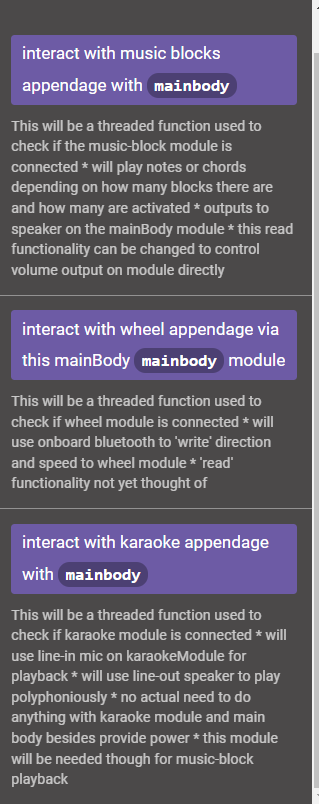 interact with music blocks
appendage with mainbody
This will be a threaded function used to
check if the music-block module is
connected * will play notes or chords
depending on how many blocks there are
and how many are activated * outputs to
speaker on the mainBody module * this read
functionality can be changed to control
volume output on module directly
interact with wheel appendage via
this mainBody mainbody module
This will be a threaded function used to
check if wheel module is connected * will
use onboard bluetooth to 'write' direction
and speed to wheel module * 'read'
functionality not yet thought of
interact with karaoke appendage
with mainbody
This will be a threaded function used to
check if karaoke module is connected * will
use line-in mic on karaokeModule for
playback * will use line-out speaker to play
polyphoniously * no actual need to do
anything with karaoke module and main
body besides provide power * this module
will be needed though for music-block
playback